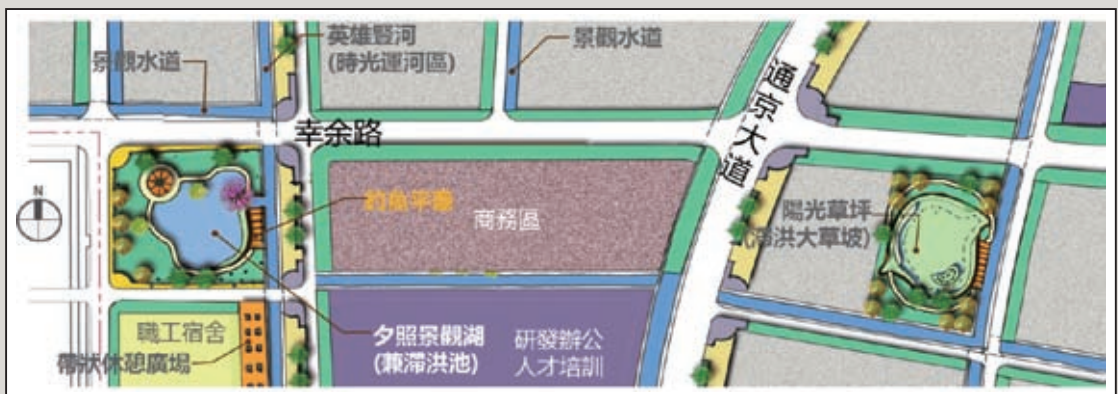 英雄豎河
(時光運河區)
景觀水道
景觀水道
通京大道
幸余路
N
釣魚平臺
商務區
陽光草坪
(滯洪大草坡)
職工宿舍
帶狀休憩廣場
夕照景觀湖
(兼滯洪池)
研發辦公
人才培訓